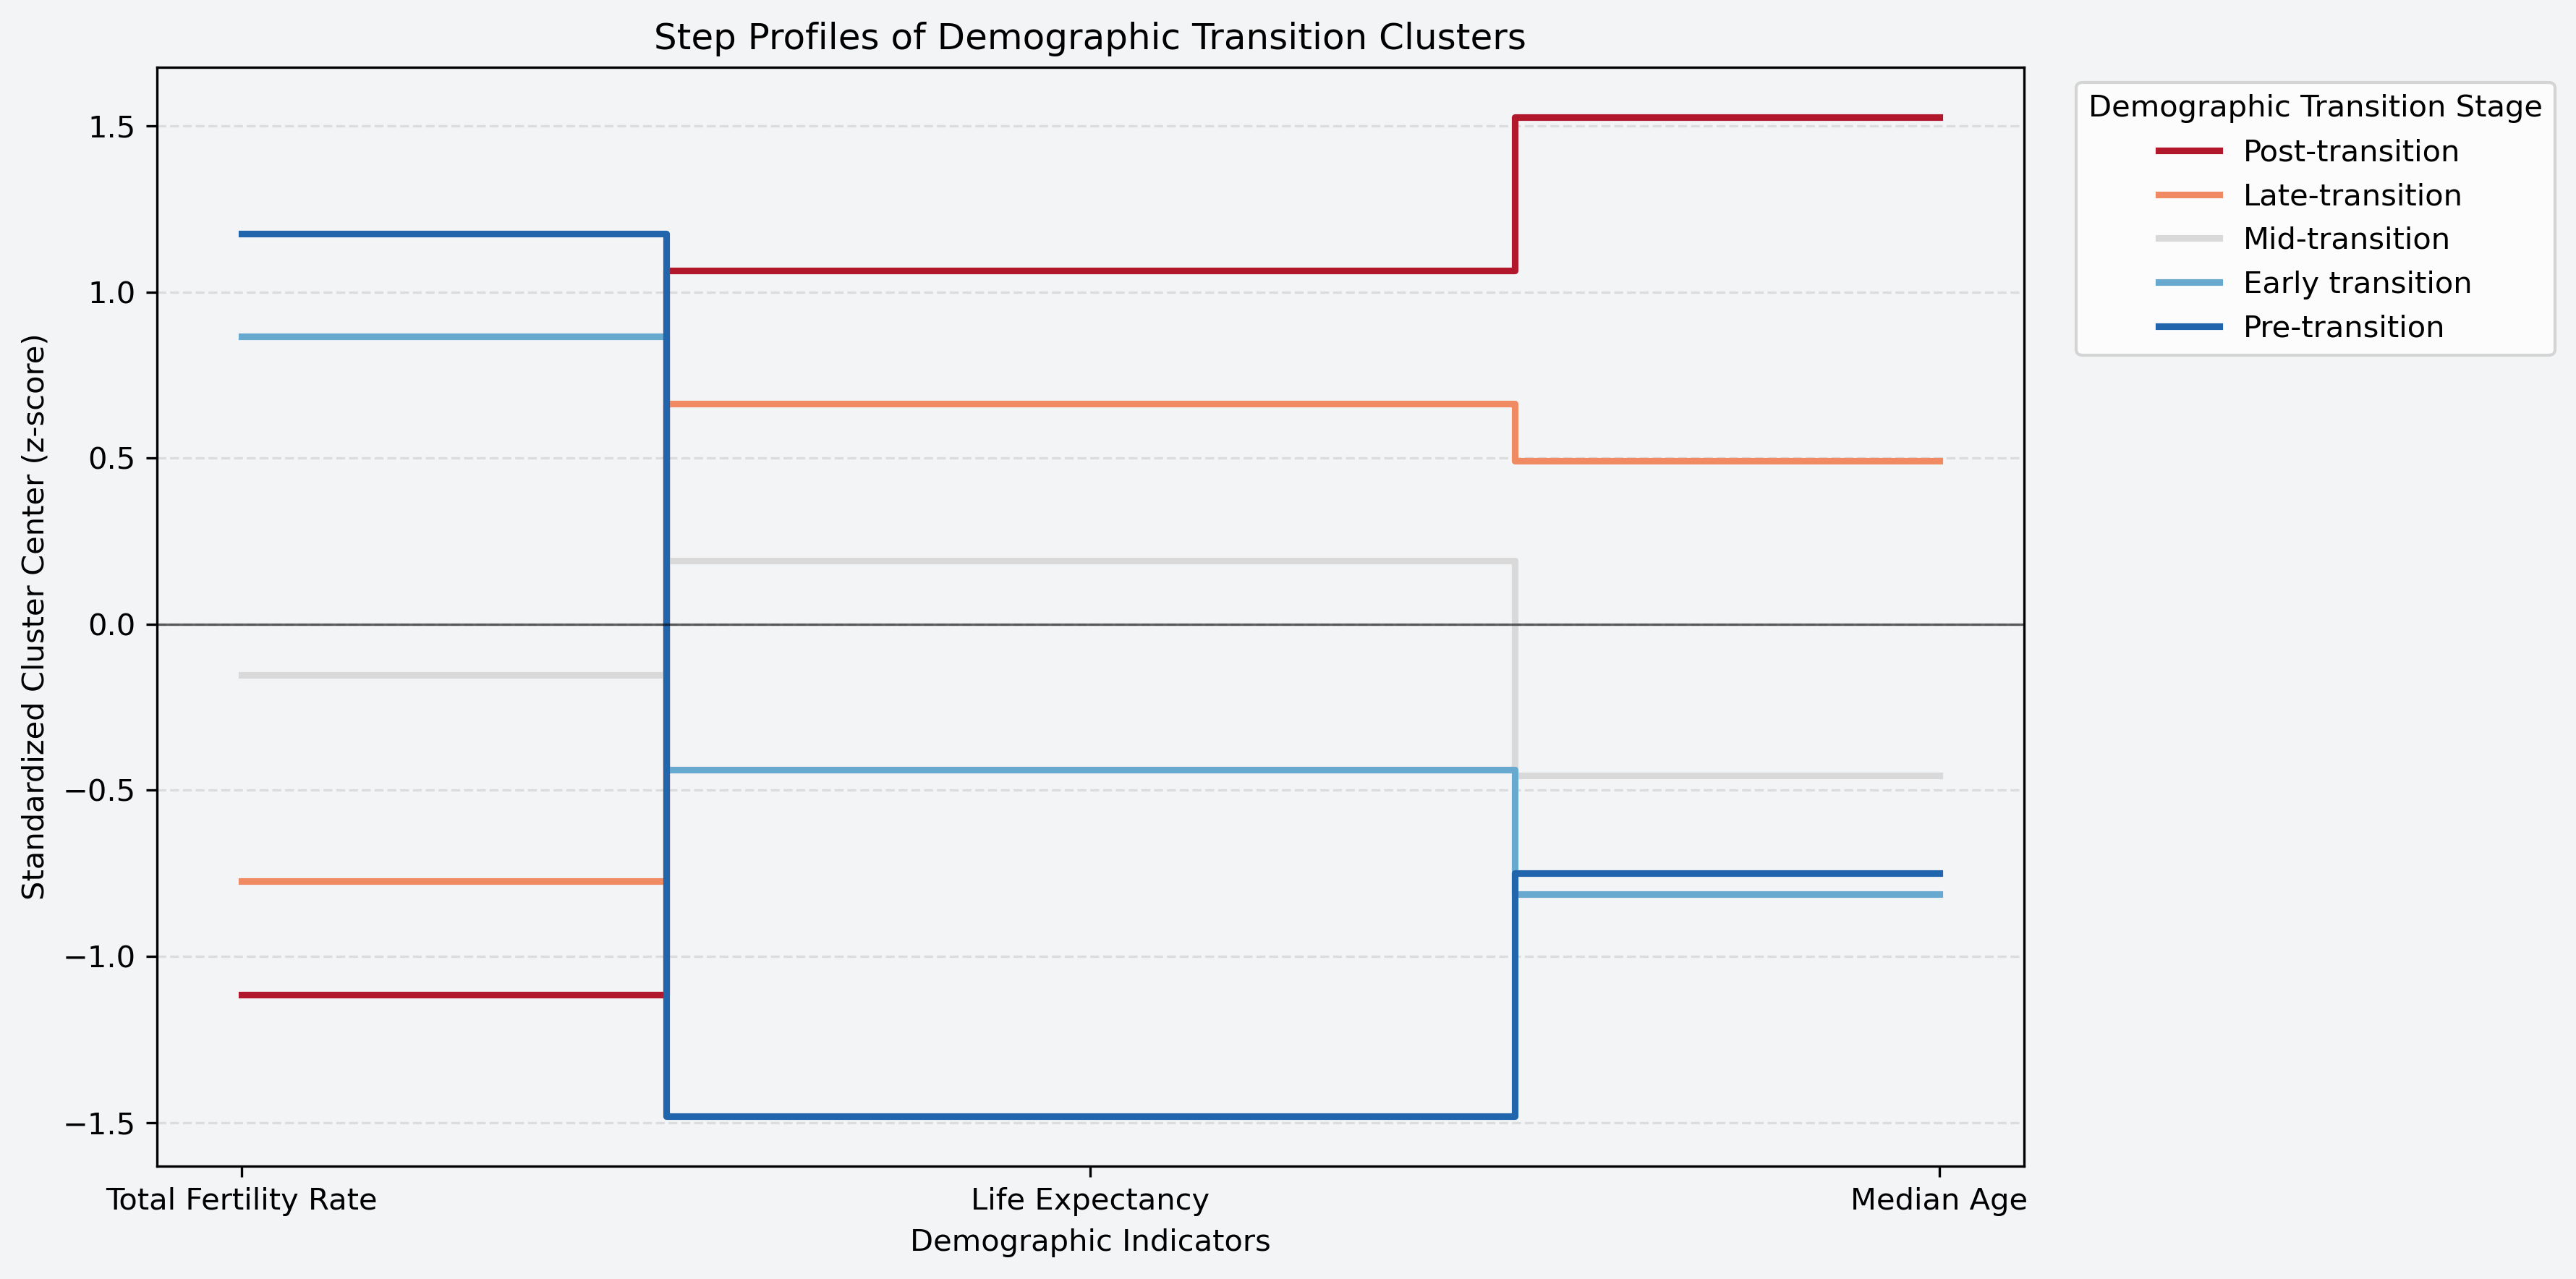 Step Profiles of Demographic Transition Clusters
Standardized Cluster Center (z-score)
1.5
1.0
0.5
0.0
−0.5
−1.0
−1.5
Total Fertility Rate
Life Expectancy
Median Age
Demographic Indicators
Demographic Transition Stage
Post-transition
Late-transition
Mid-transition
Early transition
Pre-transition